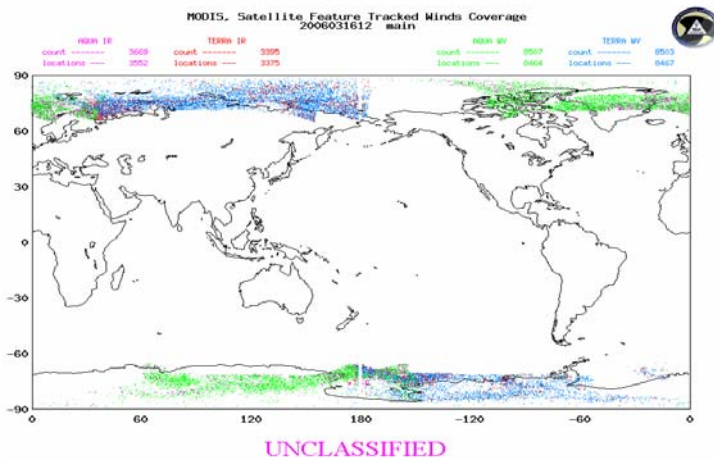 MODIS, Satellite Feature Tracked Winds Coverage
2006031612 main
AQUA IR TERRA IR AQUA WV TERRA WV
count ------- 3669 count ------- 3395 count ------- 8507 count ------- 8503
locations --- 3552 locations --- 3375 locations --- 8464 locations --- 8467
90
60
30
0
-30
-60
-90
0 60 120 180 -120 -60 0
UNCLASSIFIED